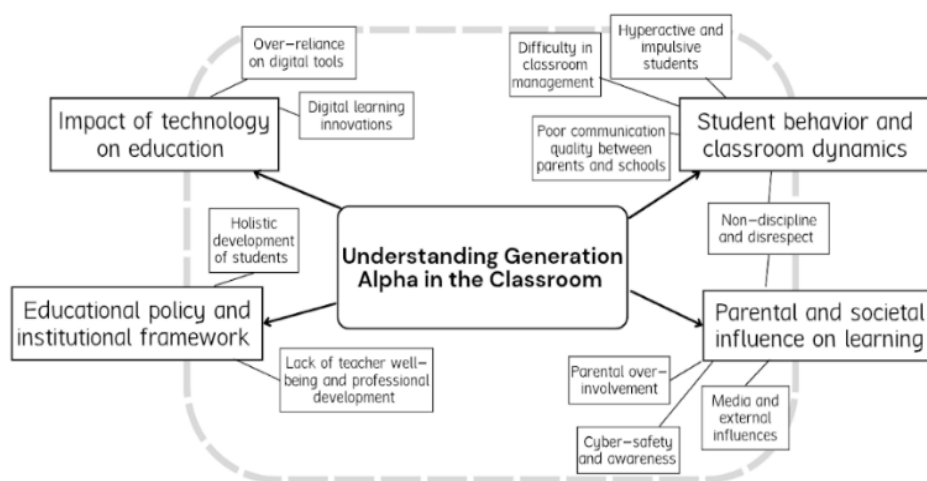 Over-reliance
on digital tools
Digital learning
innovations
Impact of technology
on education
Hyperactive and
impulsive
students
Difficulty in
classroom
management
Poor communication
quality between
parents and schools
Student behavior and
classroom dynamics
Non-discipline
and disrespect
Understanding Generation
Alpha in the Classroom
Holistic
development
of students
Educational policy and
institutional framework
Lack of teacher well-
being and professional
development
Parental and societal
influence on learning
Parental over-
involvement
Cyber-safety
and awareness
Media and
external
influences